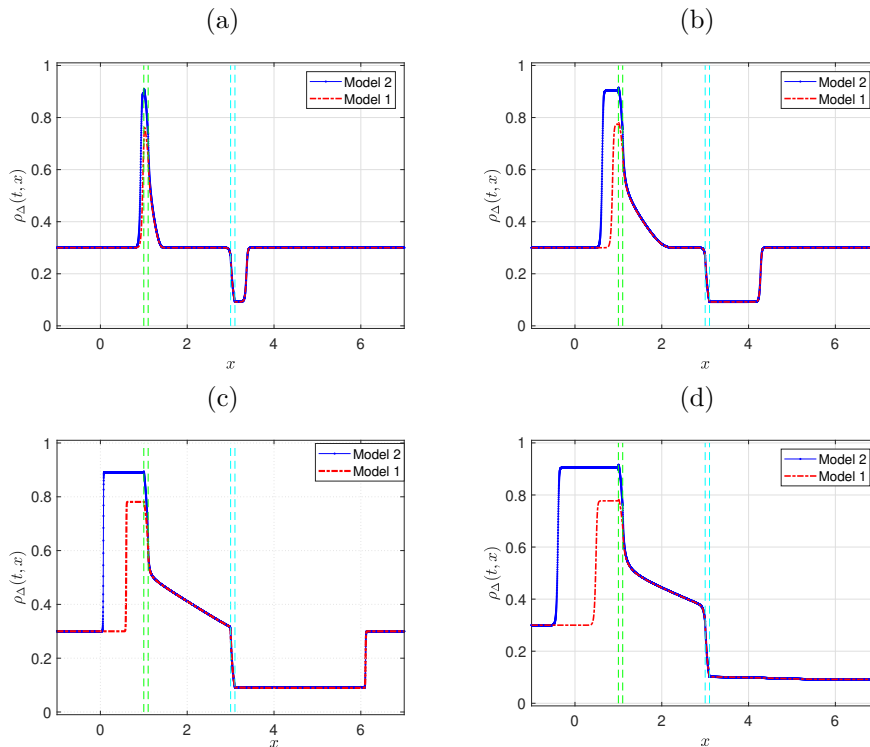 (a)
1
0.8
0.6
0.4
0.2
0
ρΔ(t, x)
Model 2
Model 1
0 2 4 6
x
(b)
1
0.8
0.6
0.4
0.2
0
ρΔ(t, x)
Model 2
Model 1
0 2 4 6
x
(c)
1
0.8
0.6
0.4
0.2
0
ρΔ(t, x)
Model 2
Model 1
0 2 4 6
x
(d)
1
0.8
0.6
0.4
0.2
0
ρΔ(t, x)
Model 2
Model 1
0 2 4 6
x